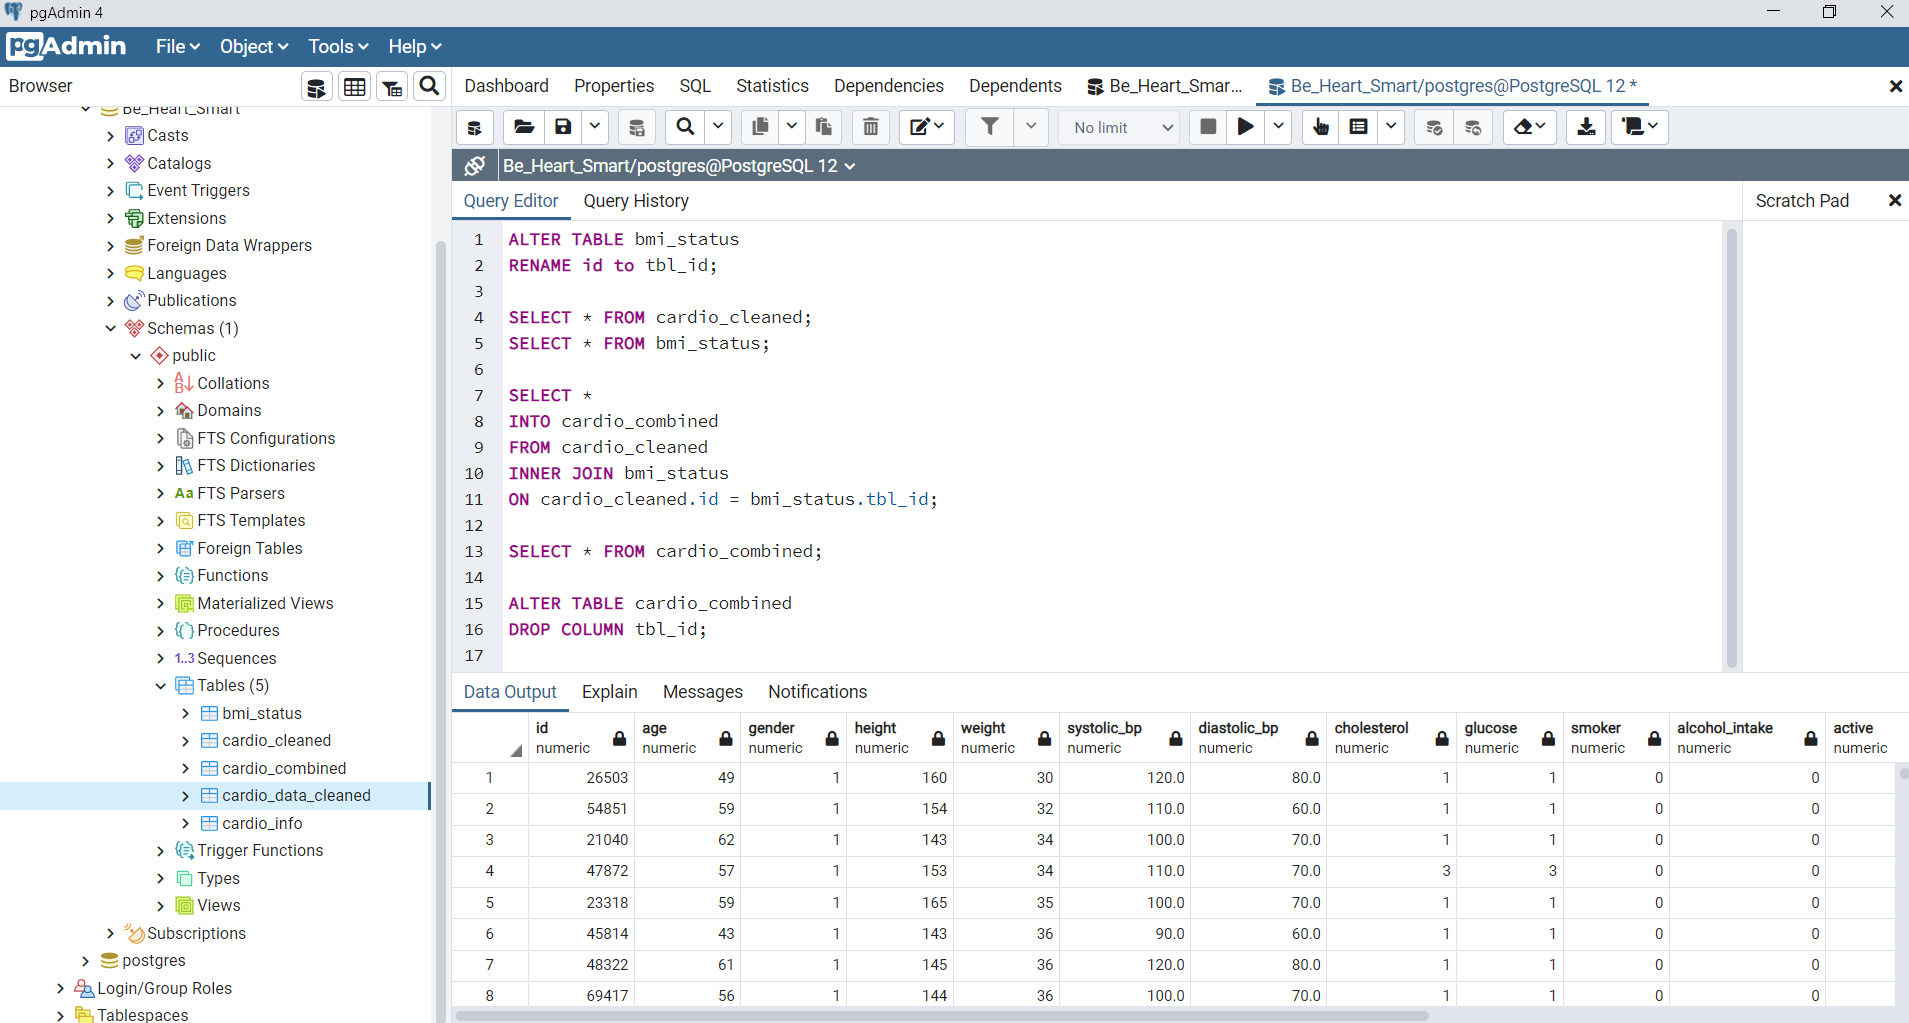 pgAdmin 4
pgAdmin File Object Tools Help
Browser
Dashboard Properties SQL Statistics Dependencies Dependents Be_Heart_Smar... Be_Heart_Smart/postgres@PostgreSQL 12 *
No limit
Be_Heart_Smart/postgres@PostgreSQL 12
Query Editor Query History
Scratch Pad
Be_Heart_Smart
Casts
Catalogs
Event Triggers
Extensions
Foreign Data Wrappers
Languages
Publications
Schemas (1)
public
Collations
Domains
FTS Configurations
FTS Dictionaries
Aa FTS Parsers
FTS Templates
Foreign Tables
Functions
Materialized Views
Procedures
1..3 Sequences
Tables (5)
bmi_status
cardio_cleaned
cardio_combined
cardio_data_cleaned
cardio_info
Trigger Functions
Types
Views
Subscriptions
postgres
Login/Group Roles
Tablespaces
1 ALTER TABLE bmi_status
2 RENAME id to tbl_id;
3
4 SELECT * FROM cardio_cleaned;
5 SELECT * FROM bmi_status;
6
7 SELECT *
8 INTO cardio_combined
9 FROM cardio_cleaned
10 INNER JOIN bmi_status
11 ON cardio_cleaned.id = bmi_status.tbl_id;
12
13 SELECT * FROM cardio_combined;
14
15 ALTER TABLE cardio_combined
16 DROP COLUMN tbl_id;
17
Data Output Explain Messages Notifications
id age gender height weight systolic_bp diastolic_bp cholesterol glucose smoker alcohol_intake active
numeric numeric numeric numeric numeric numeric numeric numeric numeric numeric numeric numeric
1 26503 49 1 160 30 120.0 80.0 1 1 0 0
2 54851 59 1 154 32 110.0 60.0 1 1 0 0
3 21040 62 1 143 34 100.0 70.0 1 1 0 0
4 47872 57 1 153 34 110.0 70.0 3 3 0 0
5 23318 59 1 165 35 100.0 70.0 1 1 0 0
6 45814 43 1 143 36 90.0 60.0 1 1 0 0
7 48322 61 1 145 36 120.0 80.0 1 1 0 0
8 69417 56 1 144 36 100.0 70.0 1 1 0 0